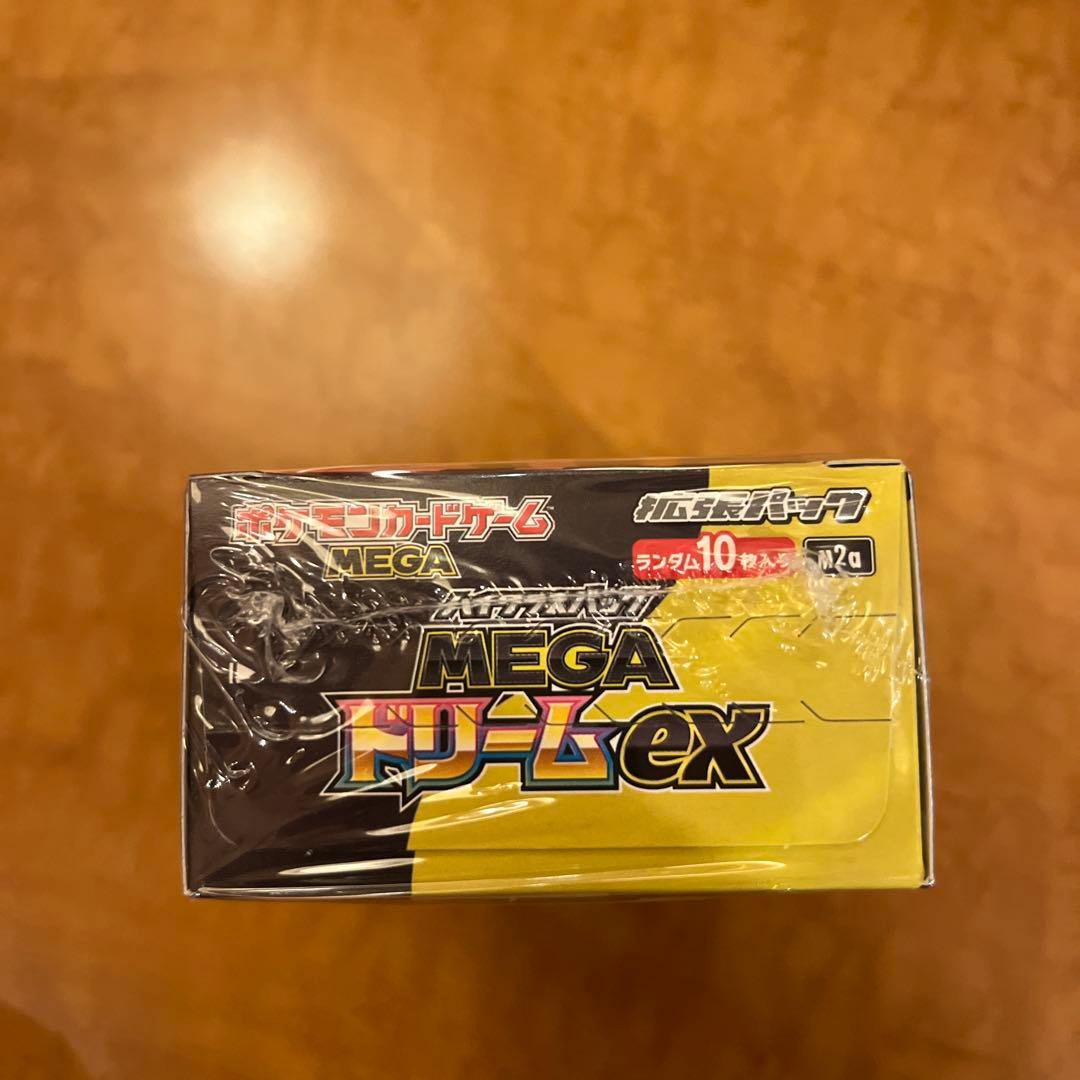 ポケモンカードゲーム
MEGA
拡張パック
ランダム10枚入り
M2a
ハイクラスパック
MEGA
ドリームex